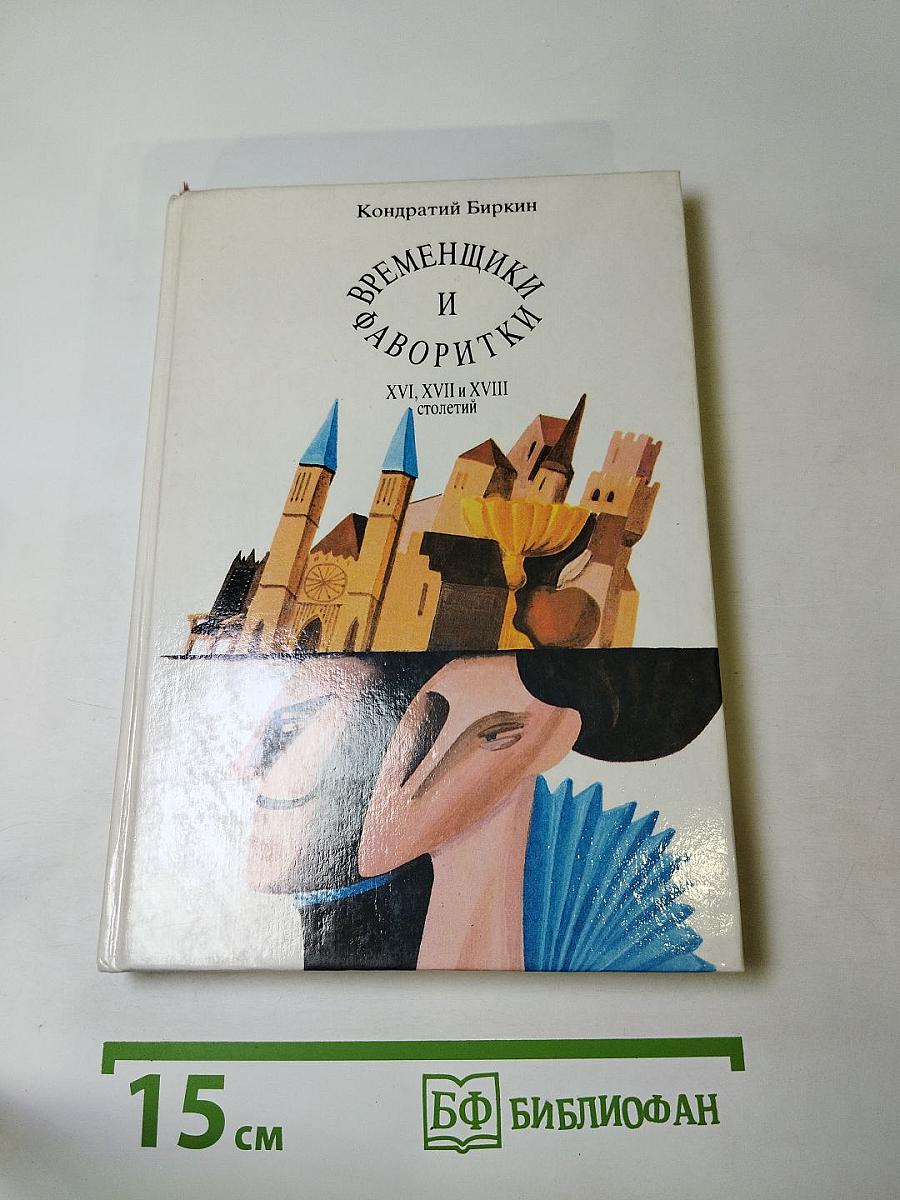 Кондратий Биркин
ВРЕМЕНЩИКИ
И
ФАВОРИТКИ
XVI, XVII и XVIII
столетий
15 см
БФ БИБЛИОФАН